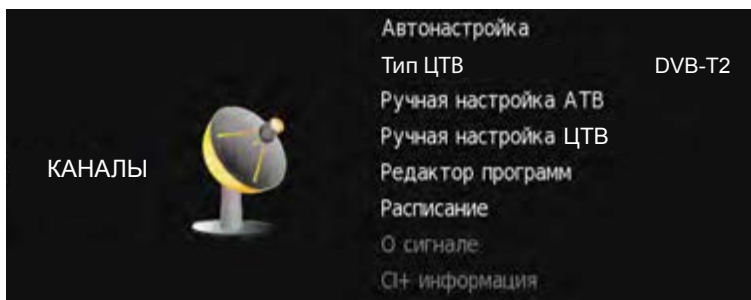 Автонастройка
Тип ЦТВ DVB-T2
Ручная настройка АТВ
Ручная настройка ЦТВ
КАНАЛЫ
Редактор программ
Расписание
О сигнале
CI+ информация